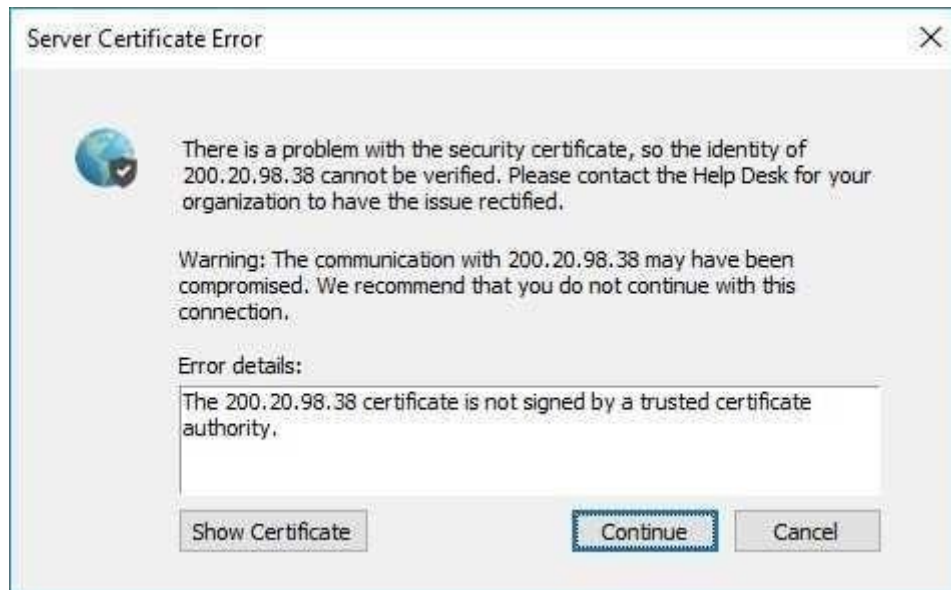 Server Certificate Error
There is a problem with the security certificate, so the identity of
200.20.98.38 cannot be verified. Please contact the Help Desk for your
organization to have the issue rectified.
Warning: The communication with 200.20.98.38 may have been
compromised. We recommend that you do not continue with this
connection.
Error details:
The 200.20.98.38 certificate is not signed by a trusted certificate
authority.
Show Certificate
Continue
Cancel